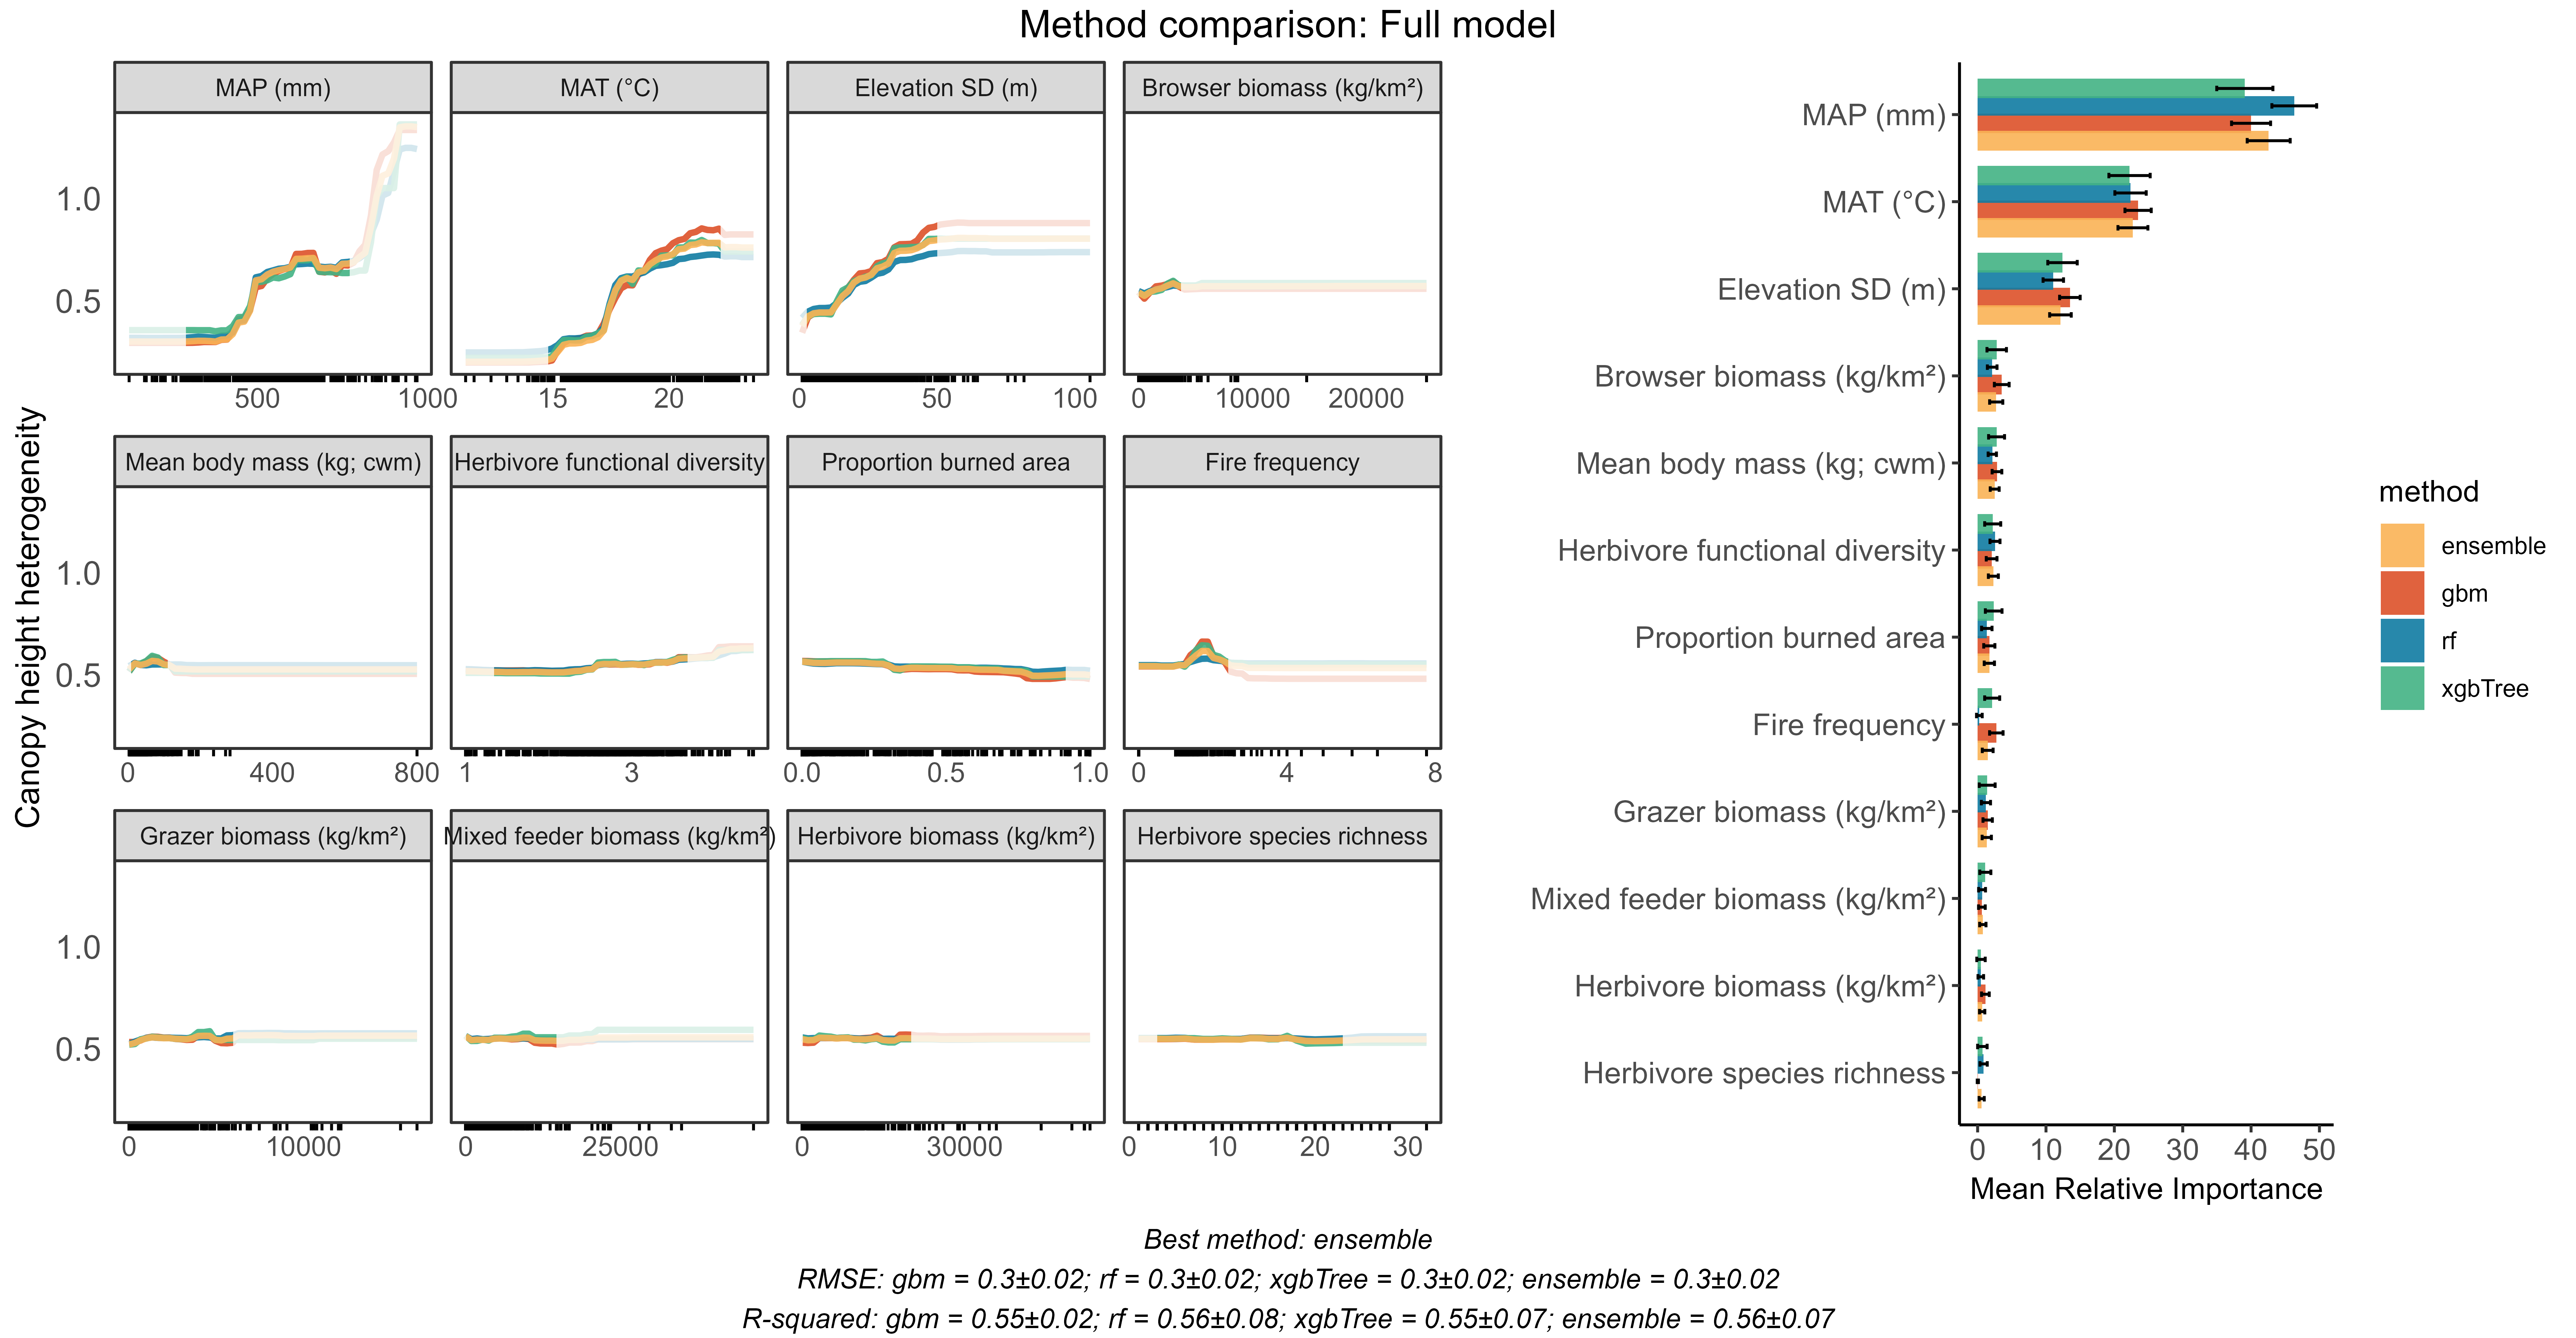 Method comparison: Full model
Canopy height heterogeneity
MAP (mm)
MAT (°C)
Elevation SD (m)
Browser biomass (kg/km²)
1.0
0.5
500 1000
15 20
0 50 100
0 10000 20000
Mean body mass (kg; cwm)
Herbivore functional diversity
Proportion burned area
Fire frequency
1.0
0.5
0 400 800
1 3
0.0 0.5 1.0
0 4 8
Grazer biomass (kg/km²)
Mixed feeder biomass (kg/km²)
Herbivore biomass (kg/km²)
Herbivore species richness
1.0
0.5
0 10000
0 25000
0 30000
0 10 20 30
MAP (mm)
MAT (°C)
Elevation SD (m)
Browser biomass (kg/km²)
Mean body mass (kg; cwm)
Herbivore functional diversity
Proportion burned area
Fire frequency
Grazer biomass (kg/km²)
Mixed feeder biomass (kg/km²)
Herbivore biomass (kg/km²)
Herbivore species richness
0 10 20 30 40 50
Mean Relative Importance
method
ensemble
gbm
rf
xgbTree
Best method: ensemble
RMSE: gbm = 0.3±0.02; rf = 0.3±0.02; xgbTree = 0.3±0.02; ensemble = 0.3±0.02
R-squared: gbm = 0.55±0.02; rf = 0.56±0.08; xgbTree = 0.55±0.07; ensemble = 0.56±0.07